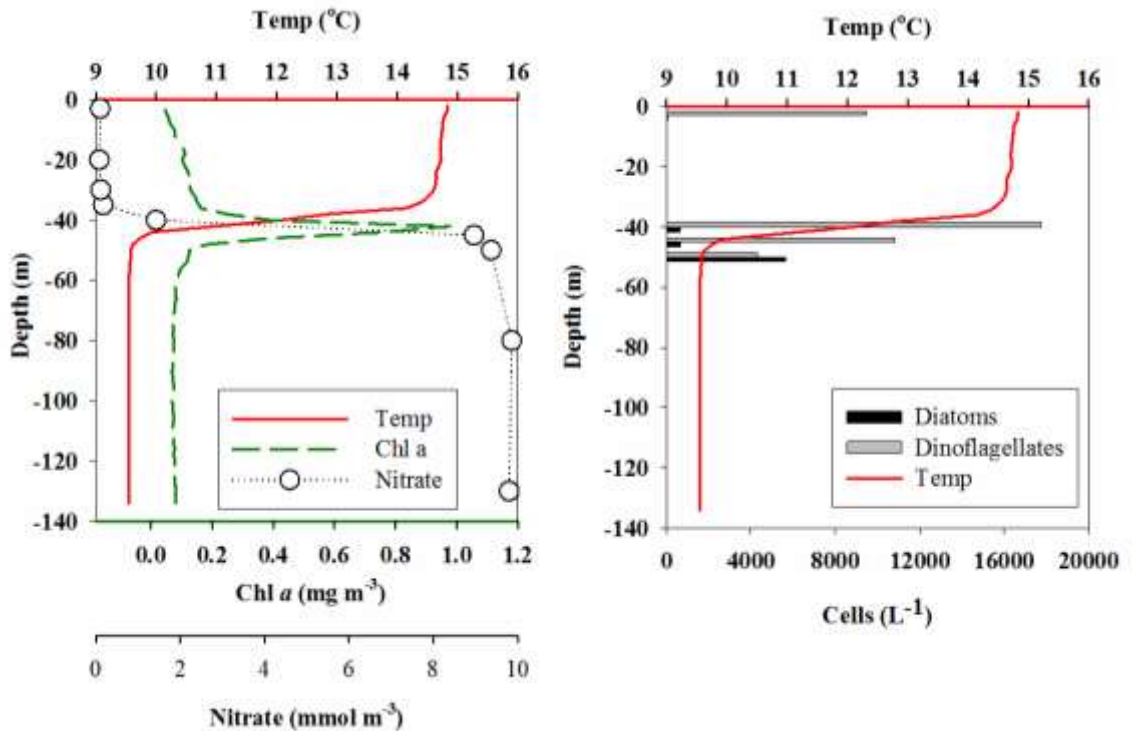 Temp (°C)
9 10 11 12 13 14 15 16
0
-20
-40
-60
-80
-100
-120
-140
Depth (m)
Temp
Chl a
Nitrate
0.0 0.2 0.4 0.6 0.8 1.0 1.2
Chl a (mg m⁻³)
0 2 4 6 8 10
Nitrate (mmol m⁻³)
Temp (°C)
9 10 11 12 13 14 15 16
0
-20
-40
-60
-80
-100
-120
-140
Depth (m)
Diatoms
Dinoflagellates
Temp
0 4000 8000 12000 16000 20000
Cells (L⁻¹)